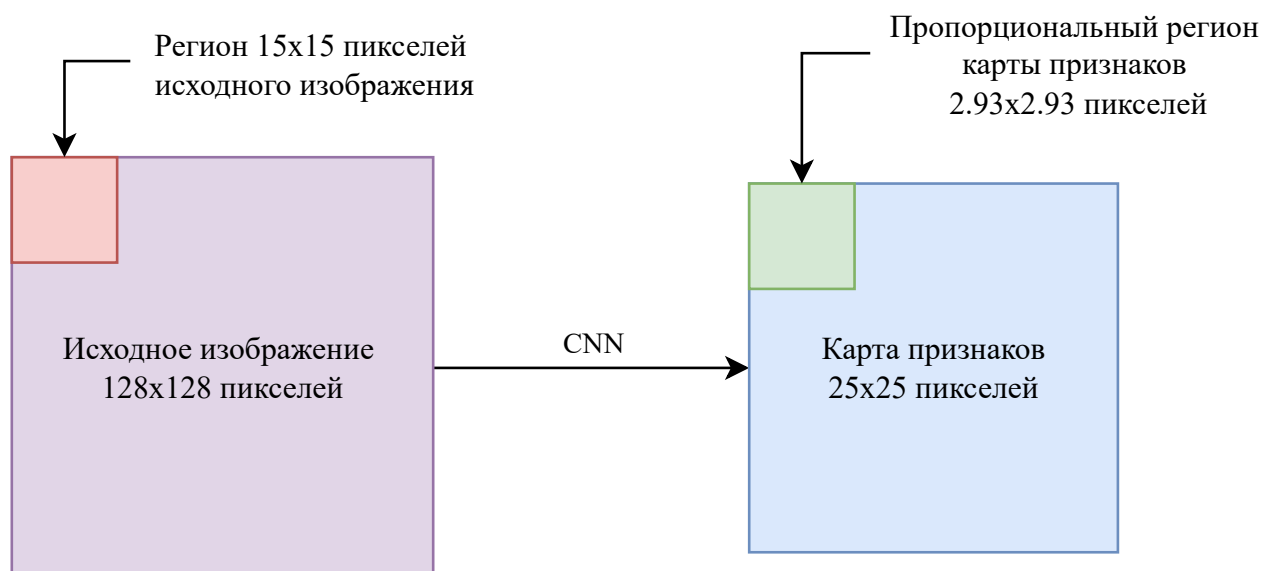 Регион 15x15 пикселей
исходного изображения
Пропорциональный регион
карты признаков
2.93x2.93 пикселей
Исходное изображение
128x128 пикселей
CNN
Карта признаков
25x25 пикселей